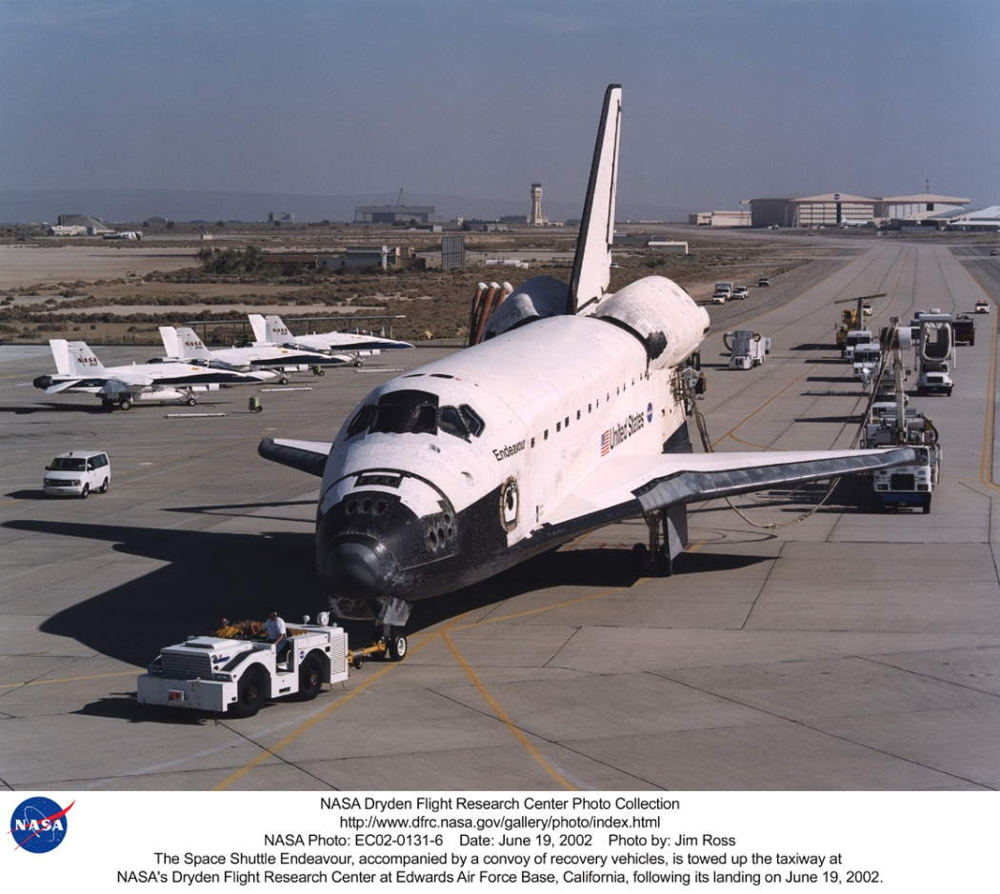 NASA
NASA
Endeavour
United States
NASA
NASA Dryden Flight Research Center Photo Collection
http://www.dfrc.nasa.gov/gallery/photo/index.html
NASA Photo: EC02-0131-6 Date: June 19, 2002 Photo by: Jim Ross
The Space Shuttle Endeavour, accompanied by a convoy of recovery vehicles, is towed up the taxiway at
NASA's Dryden Flight Research Center at Edwards Air Force Base, California, following its landing on June 19, 2002.